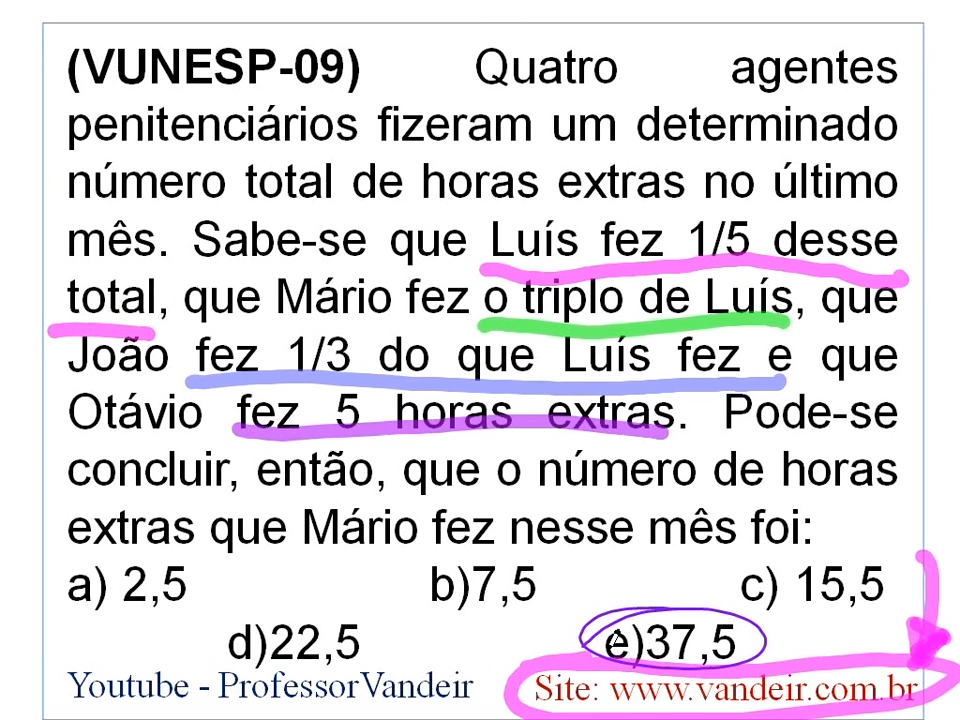 (VUNESP-09) Quatro agentes
penitenciários fizeram um determinado
número total de horas extras no último
mês. Sabe-se que Luís fez 1/5 desse
total, que Mário fez o triplo de Luís, que
João fez 1/3 do que Luís fez e que
Otávio fez 5 horas extras. Pode-se
concluir, então, que o número de horas
extras que Mário fez nesse mês foi:
a) 2,5 b)7,5 c) 15,5
d)22,5 e)37,5
Youtube - ProfessorVandeir Site: www.vandeir.com.br